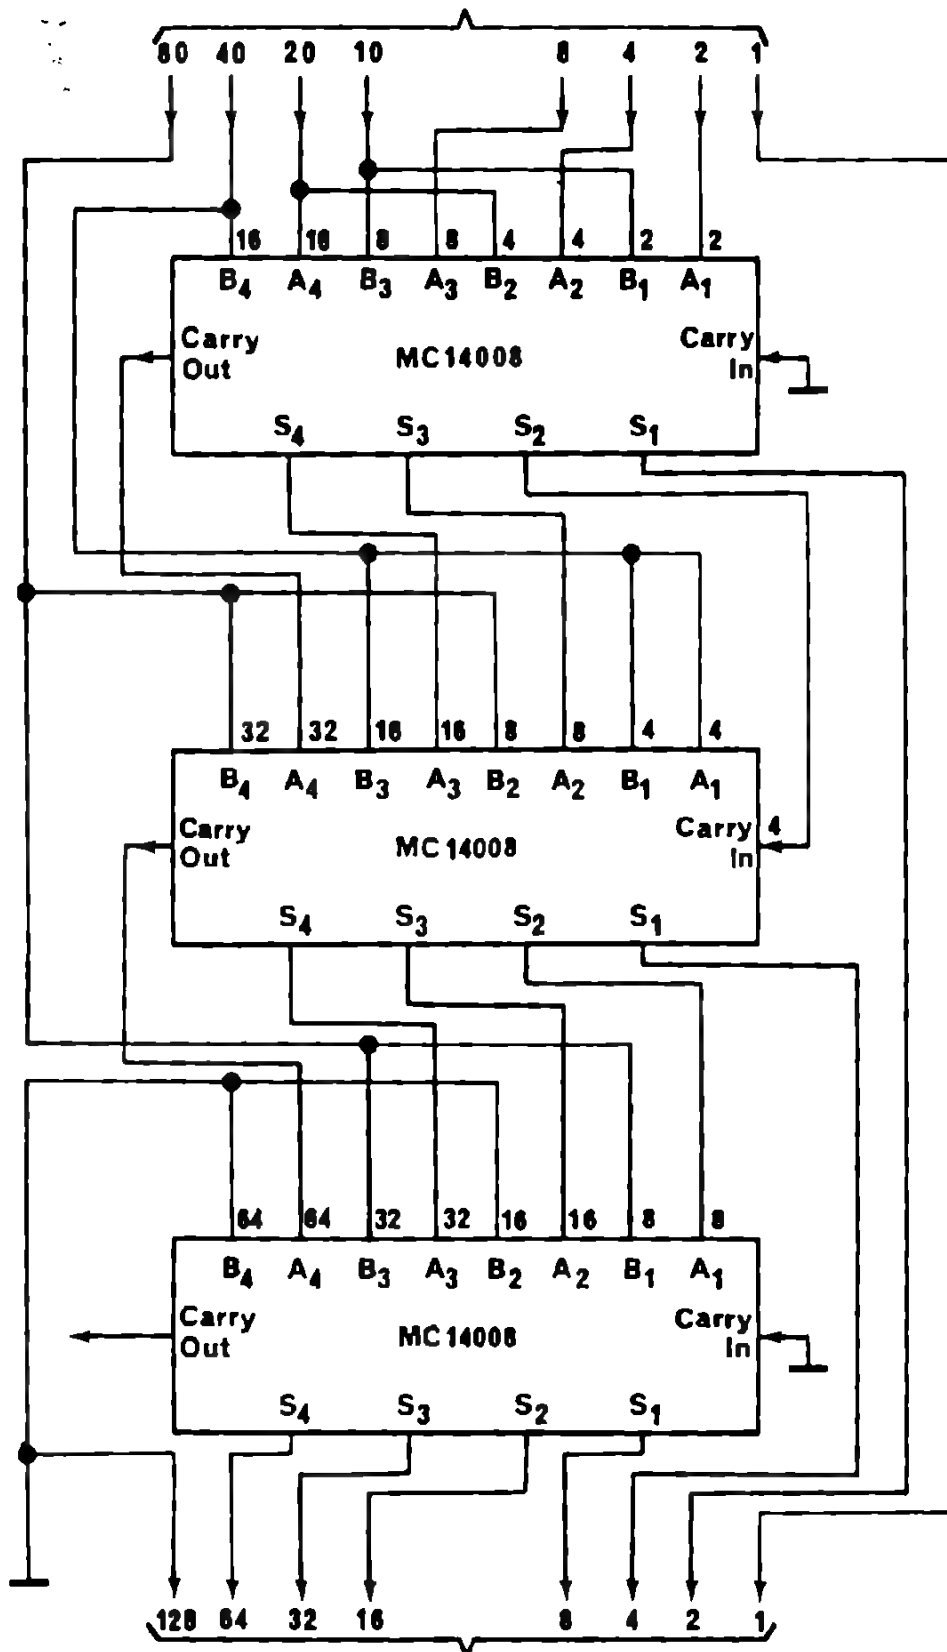 80 40 20 10 8 4 2 1
16 16 8 8 4 4 2 2
B4 A4 B3 A3 B2 A2 B1 A1
Carry Out MC14008 Carry In
S4 S3 S2 S1
32 32 16 16 8 8 4 4
B4 A4 B3 A3 B2 A2 B1 A1
Carry Out MC14008 Carry In 4
S4 S3 S2 S1
64 64 32 32 16 16 8 8
B4 A4 B3 A3 B2 A2 B1 A1
Carry Out MC14008 Carry In
S4 S3 S2 S1
128 64 32 16 8 4 2 1